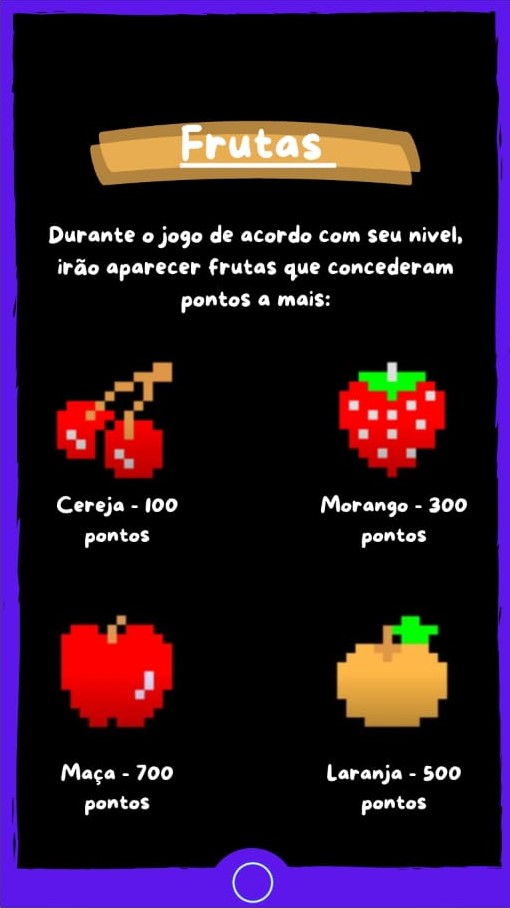 Frutas
Durante o jogo de acordo com seu nivel,
irão aparecer frutas que concederam
pontos a mais:
Cereja - 100
pontos
Morango - 300
pontos
Maça - 700
pontos
Laranja - 500
pontos